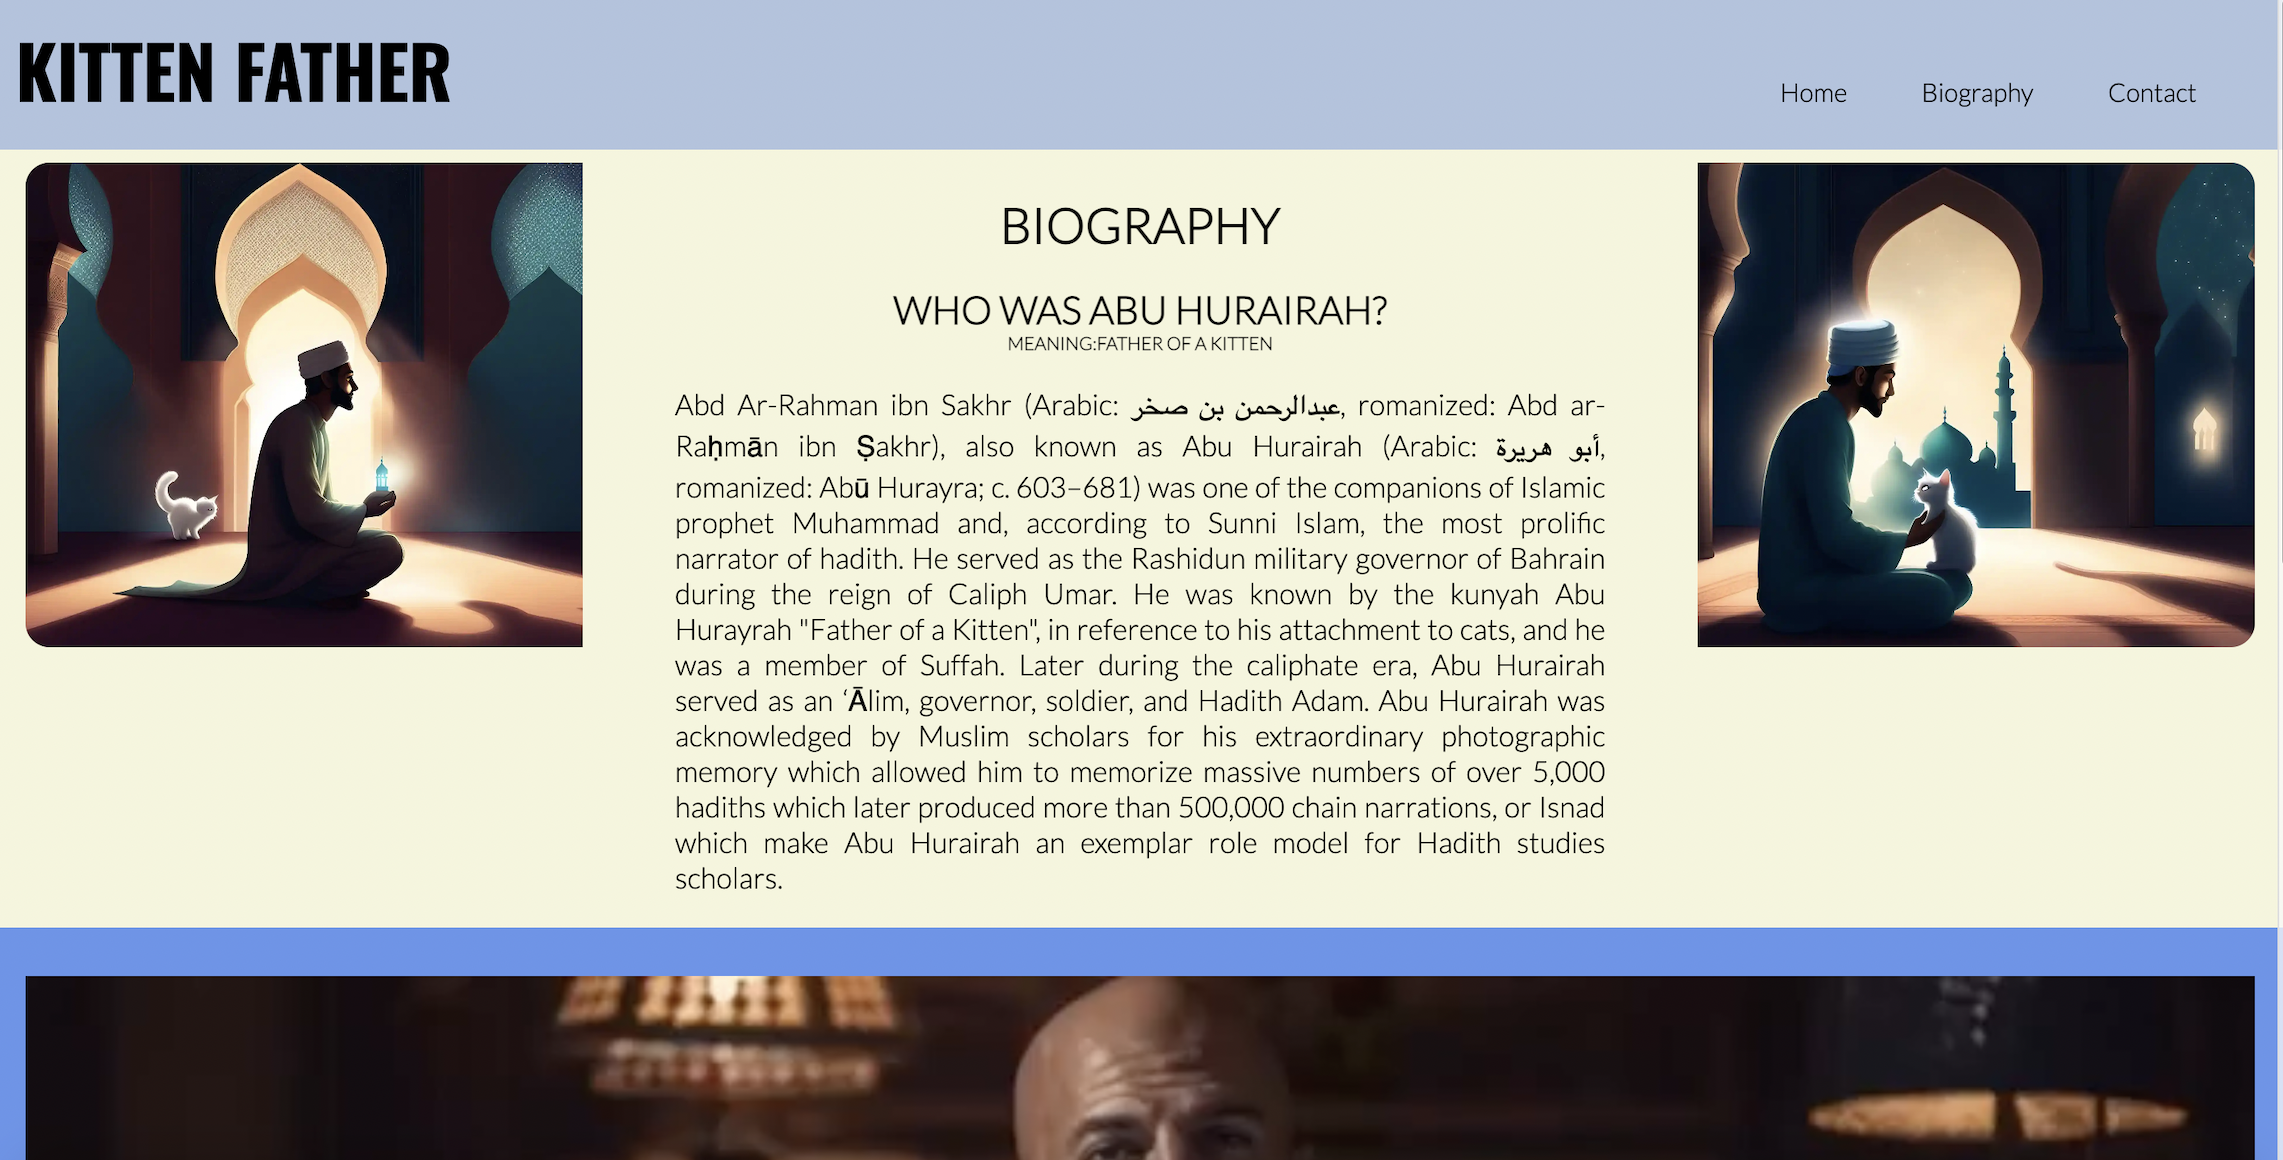 KITTEN FATHER
Home Biography Contact
BIOGRAPHY
WHO WAS ABU HURAIRAH?
MEANING:FATHER OF A KITTEN
Abd Ar-Rahman ibn Sakhr (Arabic: عبدالرحمن بن صخر, romanized: Abd ar-
Raḥmān ibn Ṣakhr), also known as Abu Hurairah (Arabic: أبو هريرة,
romanized: Abū Hurayra; c. 603–681) was one of the companions of Islamic
prophet Muhammad and, according to Sunni Islam, the most prolific
narrator of hadith. He served as the Rashidun military governor of Bahrain
during the reign of Caliph Umar. He was known by the kunyah Abu
Hurayrah "Father of a Kitten", in reference to his attachment to cats, and he
was a member of Suffah. Later during the caliphate era, Abu Hurairah
served as an ‘Ālim, governor, soldier, and Hadith Adam. Abu Hurairah was
acknowledged by Muslim scholars for his extraordinary photographic
memory which allowed him to memorize massive numbers of over 5,000
hadiths which later produced more than 500,000 chain narrations, or Isnad
which make Abu Hurairah an exemplar role model for Hadith studies
scholars.